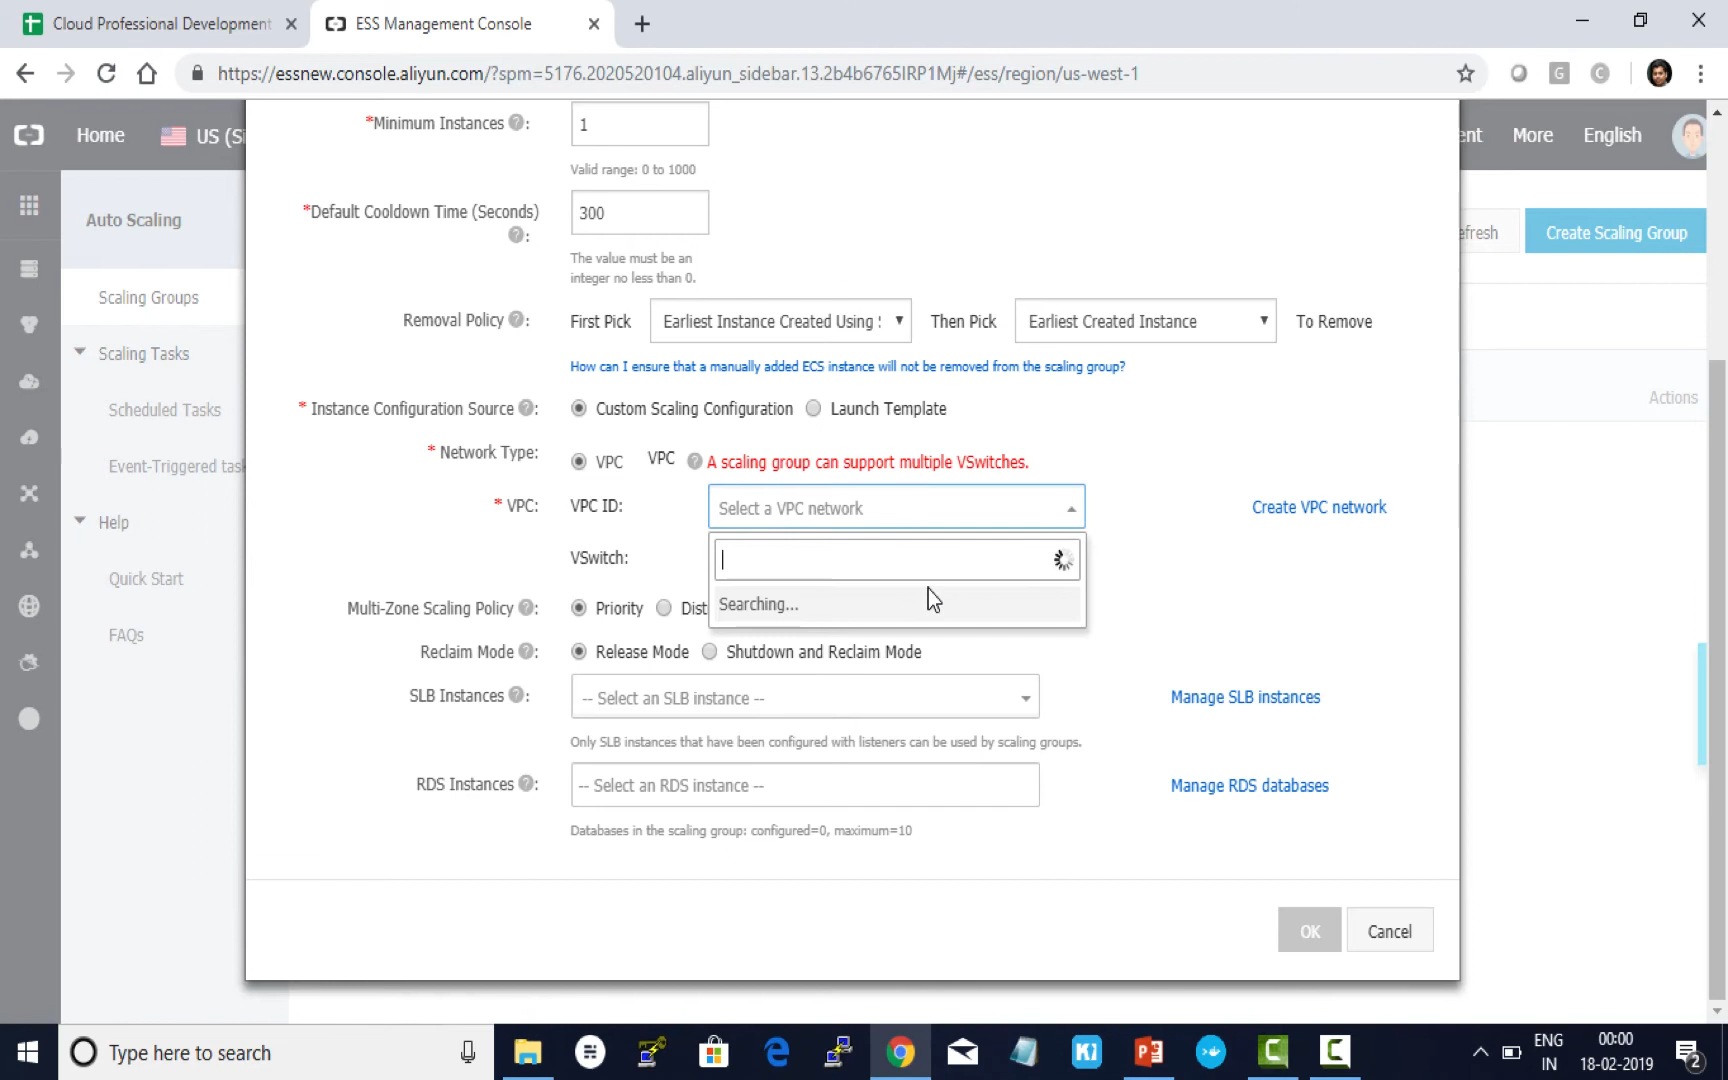 Cloud Professional Development
ESS Management Console
https://essnew.console.aliyun.com/?spm=5176.2020520104.aliyun_sidebar.13.2b4b6765IRP1Mj#/ess/region/us-west-1
Home
US (Si
ent
More
English
Auto Scaling
Scaling Groups
Scaling Tasks
Scheduled Tasks
Event-Triggered task
Help
Quick Start
FAQs
efresh
Create Scaling Group
Actions
*Minimum Instances ?:
1
Valid range: 0 to 1000
*Default Cooldown Time (Seconds)
?:
300
The value must be an
integer no less than 0.
Removal Policy ?:
First Pick
Earliest Instance Created Using
Then Pick
Earliest Created Instance
To Remove
How can I ensure that a manually added ECS instance will not be removed from the scaling group?
* Instance Configuration Source ?:
Custom Scaling Configuration
Launch Template
* Network Type:
VPC
VPC
? A scaling group can support multiple VSwitches.
* VPC:
VPC ID:
Select a VPC network
Create VPC network
VSwitch:
Searching...
Multi-Zone Scaling Policy ?:
Priority
Dist
Reclaim Mode ?:
Release Mode
Shutdown and Reclaim Mode
SLB Instances ?:
-- Select an SLB instance --
Manage SLB instances
Only SLB instances that have been configured with listeners can be used by scaling groups.
RDS Instances ?:
-- Select an RDS instance --
Manage RDS databases
Databases in the scaling group: configured=0, maximum=10
OK
Cancel
Type here to search
ENG
IN
00:00
18-02-2019
2